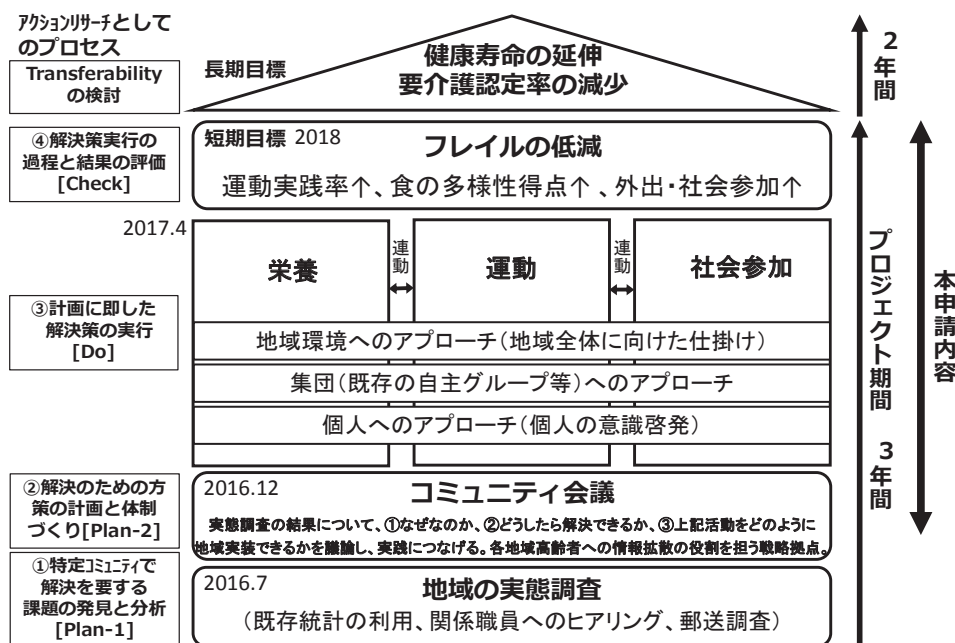 アクションリサーチとして
のプロセス
Transferability
の検討
長期目標
健康寿命の延伸
要介護認定率の減少
2年間
④解決策実行の
過程と結果の評価
[Check]
短期目標 2018
フレイルの低減
運動実践率↑、食の多様性得点↑、外出・社会参加↑
2017.4
③計画に即した
解決策の実行
[Do]
栄養
連動
運動
連動
社会参加
地域環境へのアプローチ(地域全体に向けた仕掛け)
集団(既存の自主グループ等)へのアプローチ
個人へのアプローチ(個人の意識啓発)
プロジェクト期間 3年間
本申請内容
②解決のための方
策の計画と体制
づくり[Plan-2]
2016.12
コミュニティ会議
実態調査の結果について、①なぜなのか、②どうしたら解決できるか、③上記活動をどのように
地域実装できるかを議論し、実践につなげる。各地域高齢者への情報拡散の役割を担う戦略拠点。
①特定コミュニティで
解決を要する
課題の発見と分析
[Plan-1]
2016.7
地域の実態調査
(既存統計の利用、関係職員へのヒアリング、郵送調査)